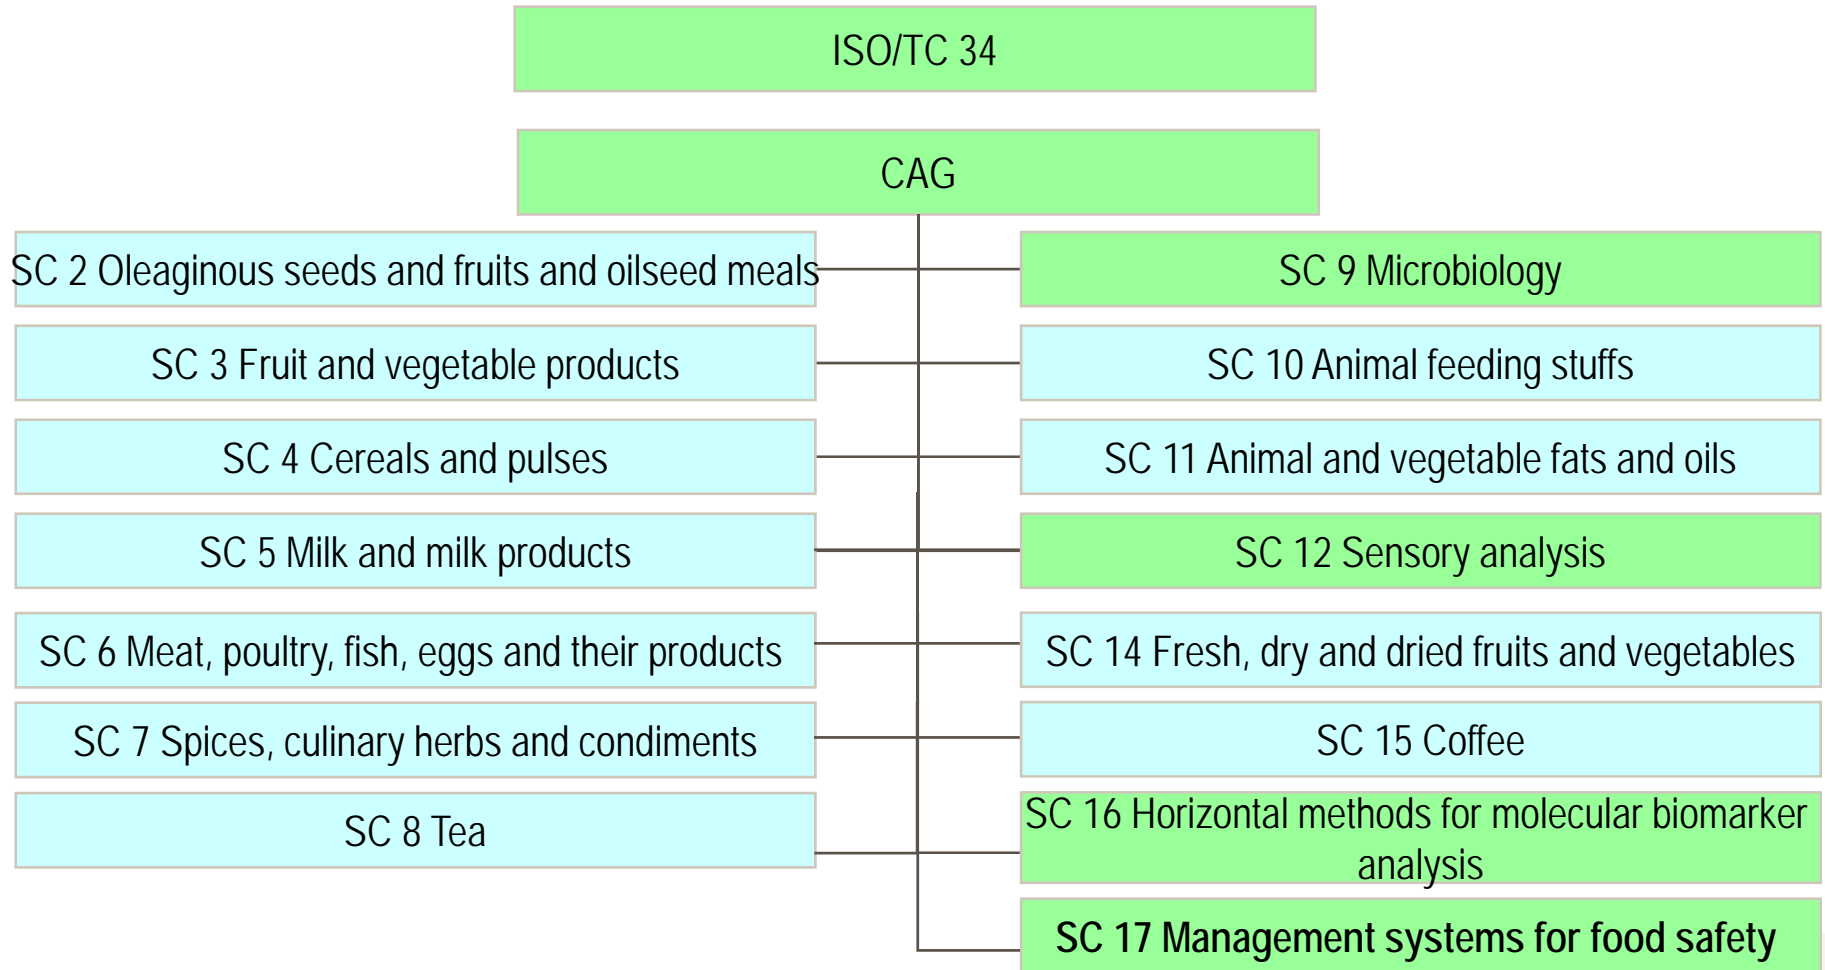 ISO/TC 34
CAG
SC 2 Oleaginous seeds and fruits and oilseed meals
SC 3 Fruit and vegetable products
SC 4 Cereals and pulses
SC 5 Milk and milk products
SC 6 Meat, poultry, fish, eggs and their products
SC 7 Spices, culinary herbs and condiments
SC 8 Tea
SC 9 Microbiology
SC 10 Animal feeding stuffs
SC 11 Animal and vegetable fats and oils
SC 12 Sensory analysis
SC 14 Fresh, dry and dried fruits and vegetables
SC 15 Coffee
SC 16 Horizontal methods for molecular biomarker
analysis
SC 17 Management systems for food safety